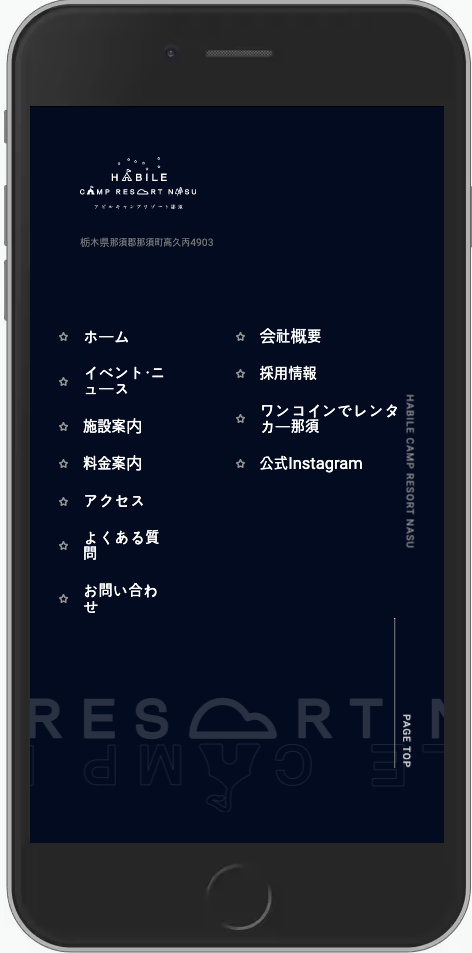 HABILE
CAMP RESORT NASU
アビルキャンプリゾート那須
栃木県那須郡那須町高久丙4903
ホーム
イベント·ニ
ュース
施設案内
料金案内
アクセス
よくある質
問
お問い合わ
せ
会社概要
採用情報
ワンコインでレンタ
カー那須
公式Instagram
HABILE CAMP RESORT NASU
PAGE TOP
RESORT N